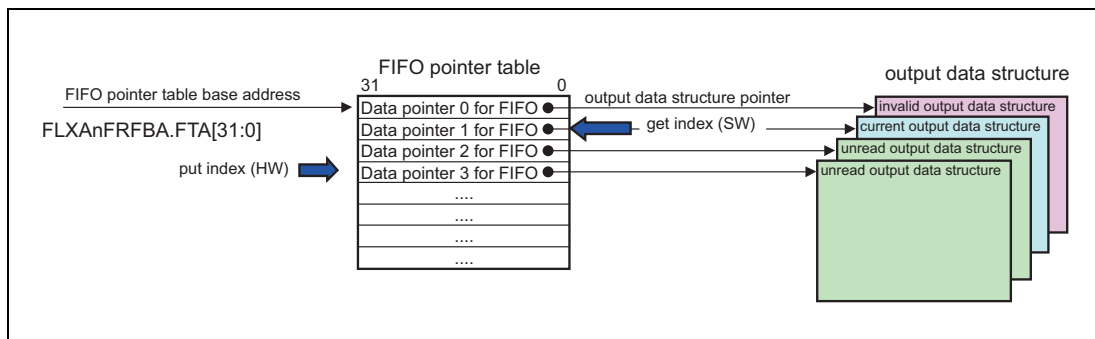 FIFO pointer table
31 0
output data structure
FIFO pointer table base address
FLXAnFRFBA.FTA[31:0]
put index (HW)
Data pointer 0 for FIFO
Data pointer 1 for FIFO
Data pointer 2 for FIFO
Data pointer 3 for FIFO
....
....
....
....
output data structure pointer
get index (SW)
invalid output data structure
current output data structure
unread output data structure
unread output data structure